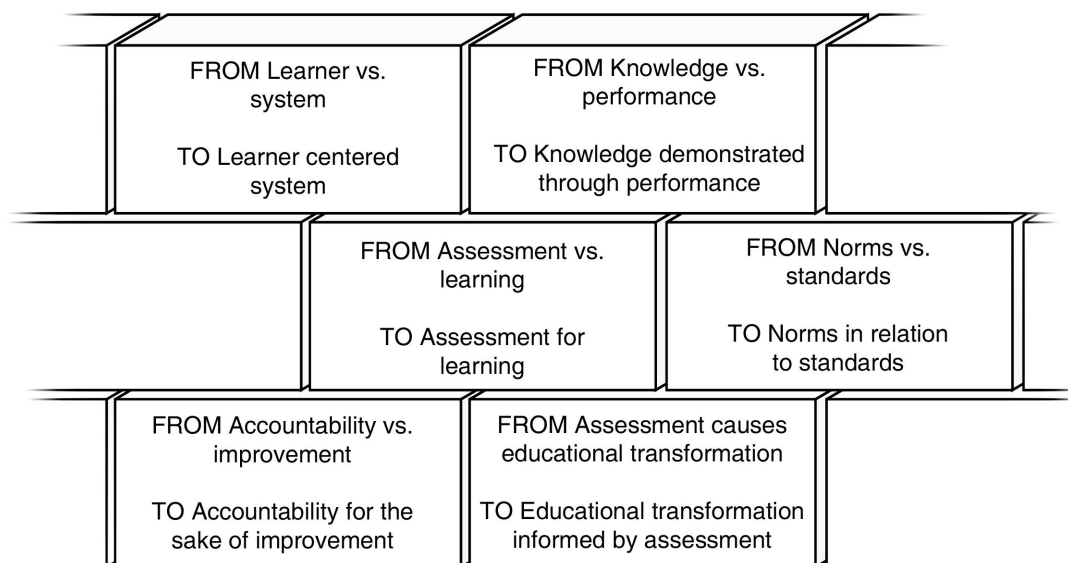 FROM Learner vs.
system
TO Learner centered
system
FROM Knowledge vs.
performance
TO Knowledge demonstrated
through performance
FROM Assessment vs.
learning
TO Assessment for
learning
FROM Norms vs.
standards
TO Norms in relation
to standards
FROM Accountability vs.
improvement
TO Accountability for the
sake of improvement
FROM Assessment causes
educational transformation
TO Educational transformation
informed by assessment